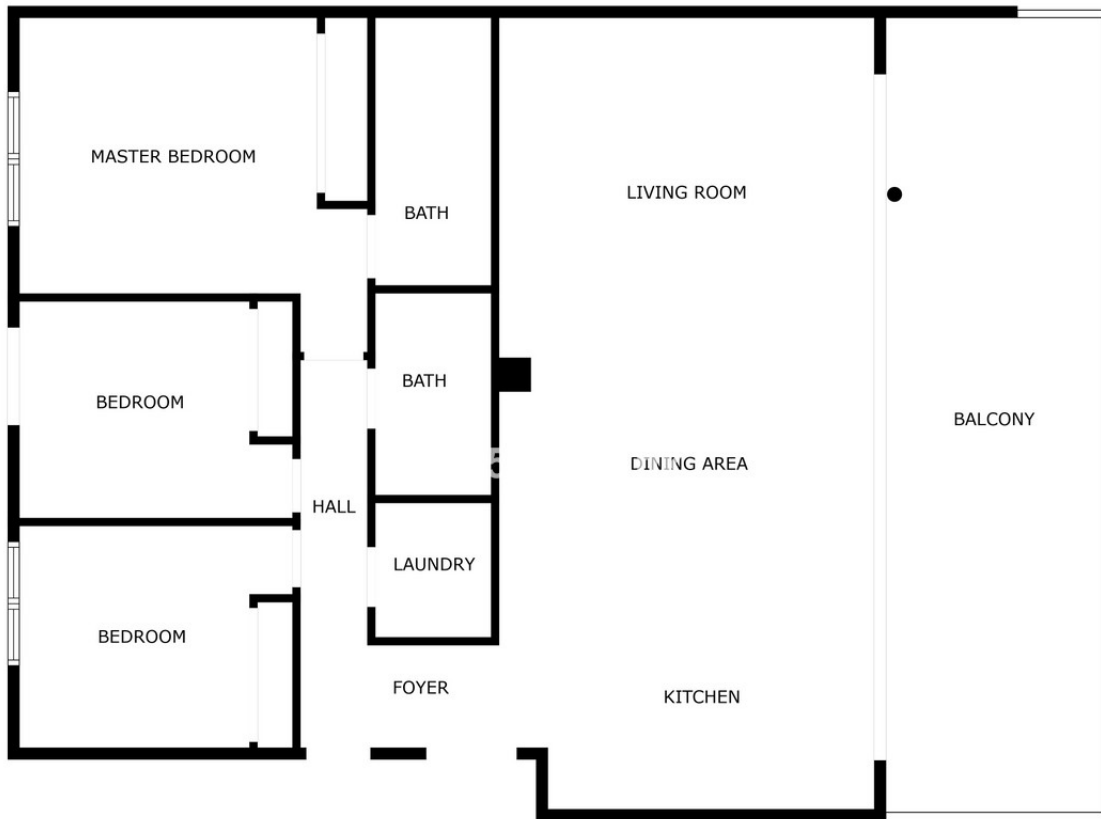 MASTER BEDROOM
BATH
LIVING ROOM
BEDROOM
BATH
BALCONY
DINING AREA
HALL
LAUNDRY
BEDROOM
FOYER
KITCHEN